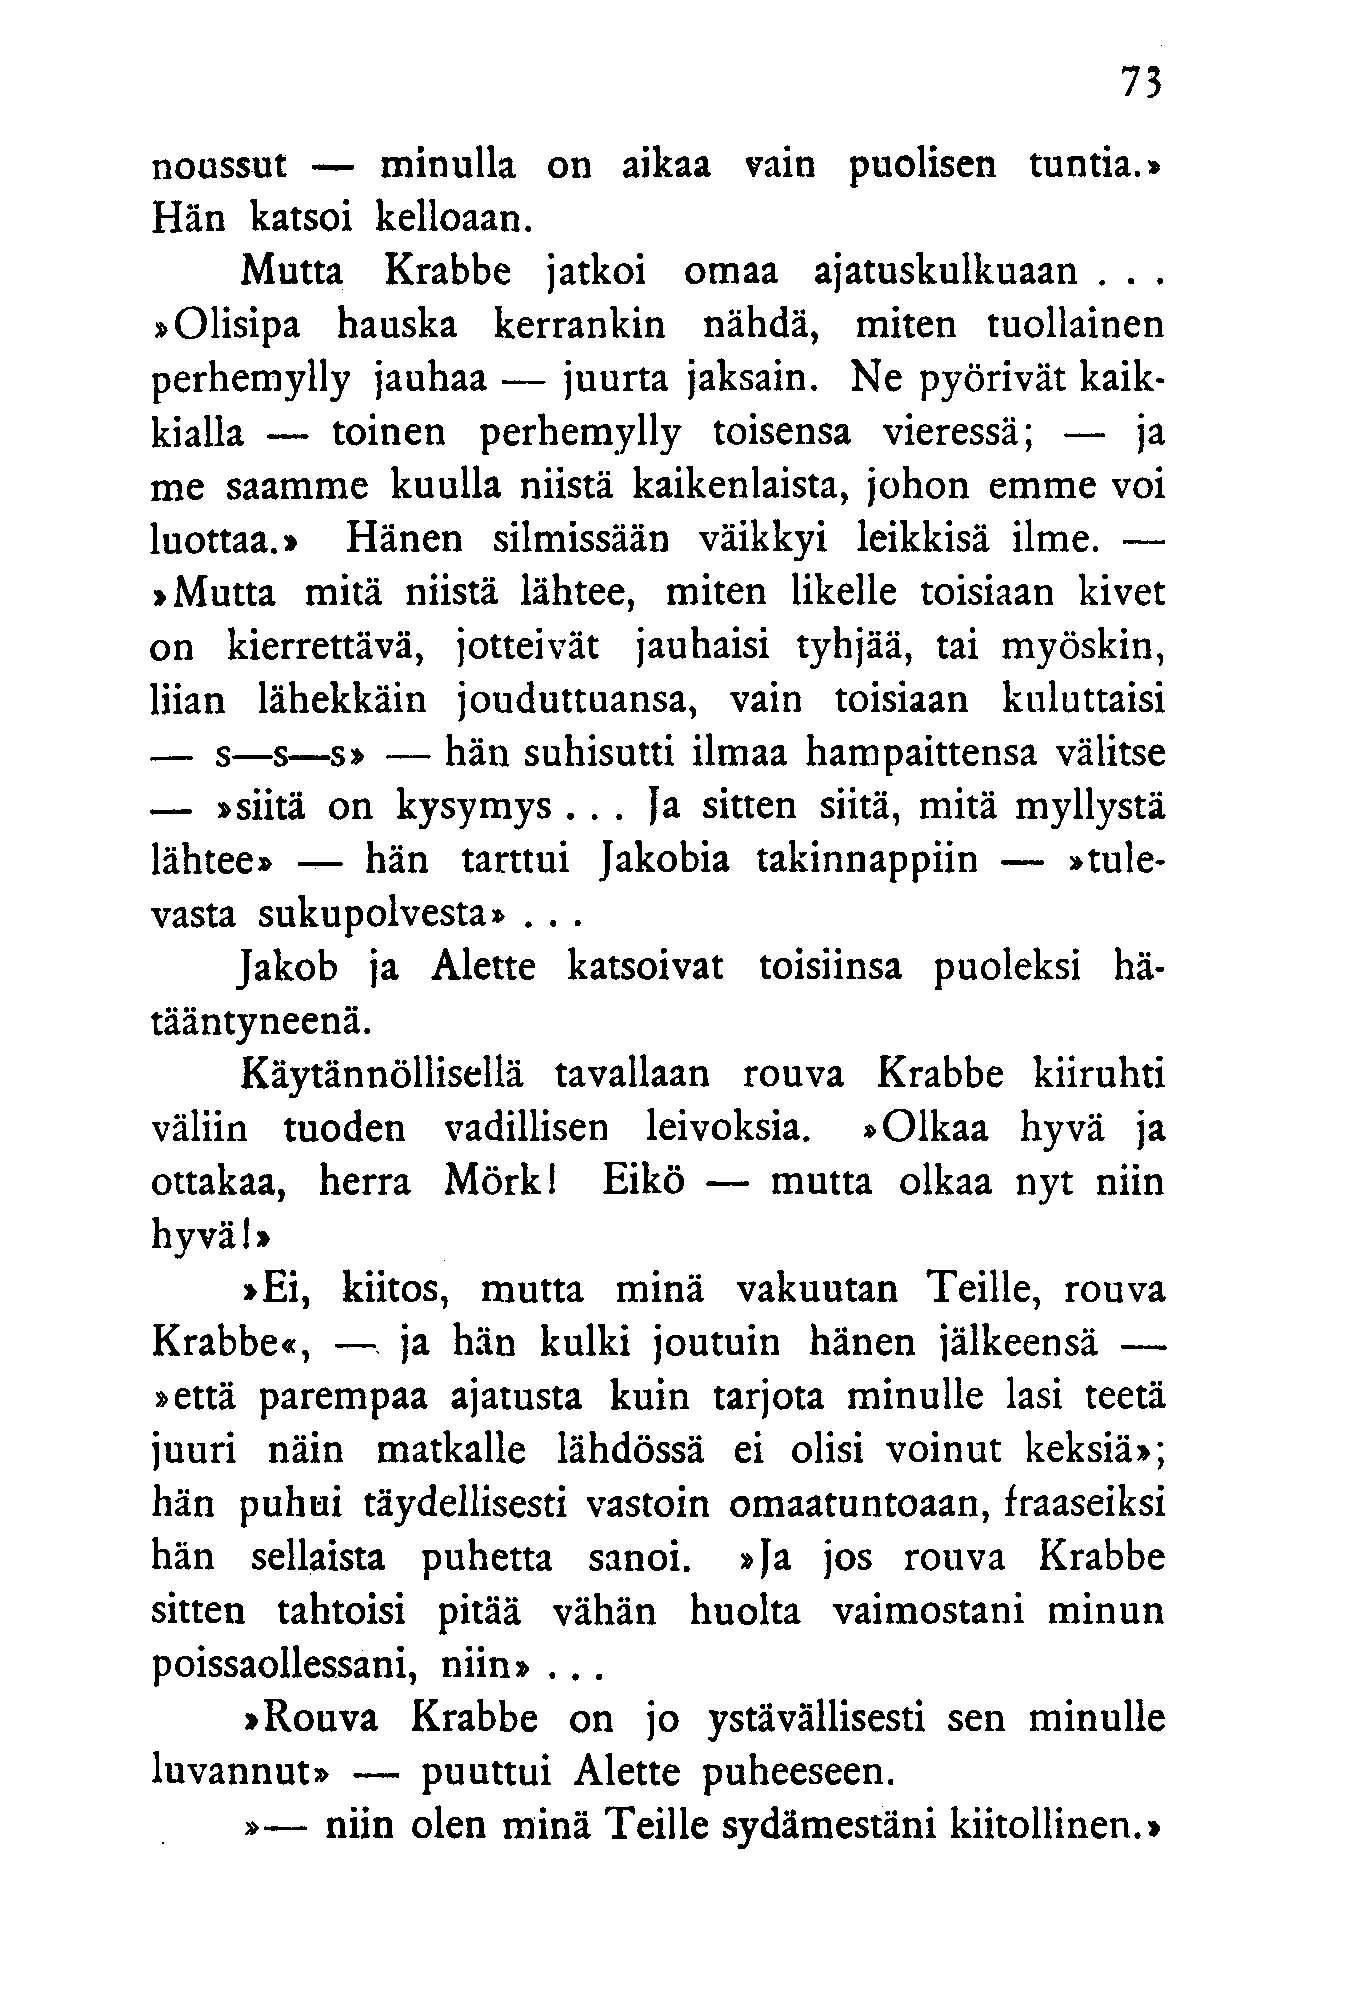 73
noussut — minulla on aikaa vain puolisen tuntia.»
Hän katsoi kelloaan.
Mutta Krabbe jatkoi omaa ajatuskulkuaan . . .
»Olisipa hauska kerrankin nähdä, miten tuollainen
perhemylly jauhaa — juurta jaksain. Ne pyörivät kaik-
kialla — toinen perhemylly toisensa vieressä; — ja
me saamme kuulla niistä kaikenlaista, johon emme voi
luottaa.» Hänen silmissään väikkyi leikkisä ilme. —
»Mutta mitä niistä lähtee, miten likelle toisiaan kivet
on kierrettävä, jotteivät jauhaisi tyhjää, tai myöskin,
liian lähekkäin jouduttuansa, vain toisiaan kuluttaisi
— s—s—s» — hän suhisutti ilmaa hampaittensa välitse
— »siitä on kysymys . . . Ja sitten siitä, mitä myllystä
lähtee» — hän tarttui Jakobia takinnappiin — »tule-
vasta sukupolvesta» . . .
Jakob ja Alette katsoivat toisiinsa puoleksi hä-
tääntyneenä.
Käytännöllisellä tavallaan rouva Krabbe kiiruhti
väliin tuoden vadillisen leivoksia. »Olkaa hyvä ja
ottakaa, herra Mörk! Eikö — mutta olkaa nyt niin
hyvä!»
»Ei, kiitos, mutta minä vakuutan Teille, rouva
Krabbe«, — ja hän kulki joutuin hänen jälkeensä —
»että parempaa ajatusta kuin tarjota minulle lasi teetä
juuri näin matkalle lähdössä ei olisi voinut keksiä»;
hän puhui täydellisesti vastoin omaatuntoaan, fraaseiksi
hän sellaista puhetta sanoi. »Ja jos rouva Krabbe
sitten tahtoisi pitää vähän huolta vaimostani minun
poissaollessani, niin» . . .
»Rouva Krabbe on jo ystävällisesti sen minulle
luvannut» — puuttui Alette puheeseen.
»— niin olen minä Teille sydämestäni kiitollinen.»